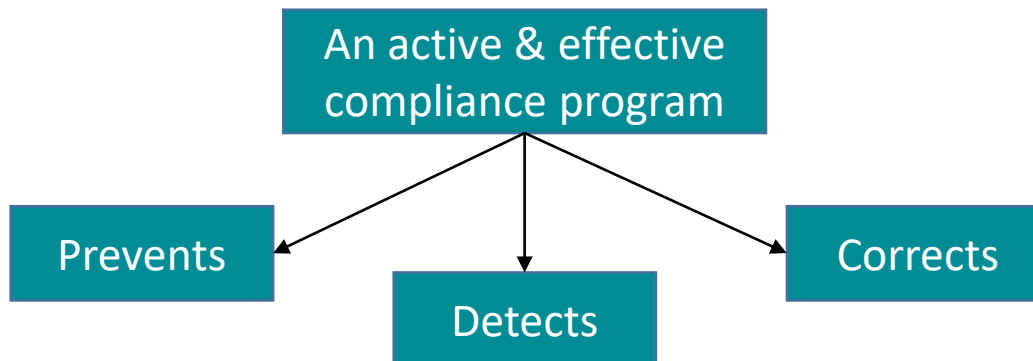 An active & effective
compliance program
Prevents
Detects
Corrects